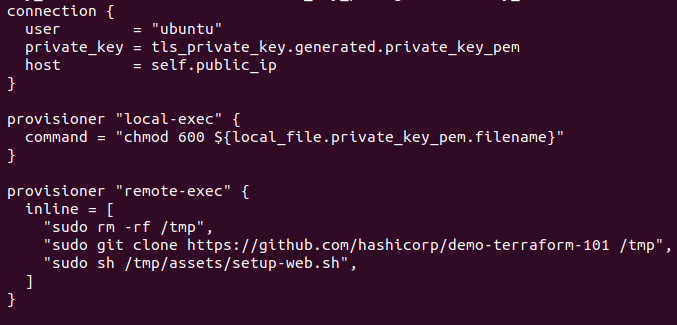 connection {
  user        = "ubuntu"
  private_key = tls_private_key.generated.private_key_pem
  host        = self.public_ip
}

provisioner "local-exec" {
  command = "chmod 600 ${local_file.private_key_pem.filename}"
}

provisioner "remote-exec" {
  inline = [
    "sudo rm -rf /tmp",
    "sudo git clone https://github.com/hashicorp/demo-terraform-101 /tmp",
    "sudo sh /tmp/assets/setup-web.sh",
  ]
}